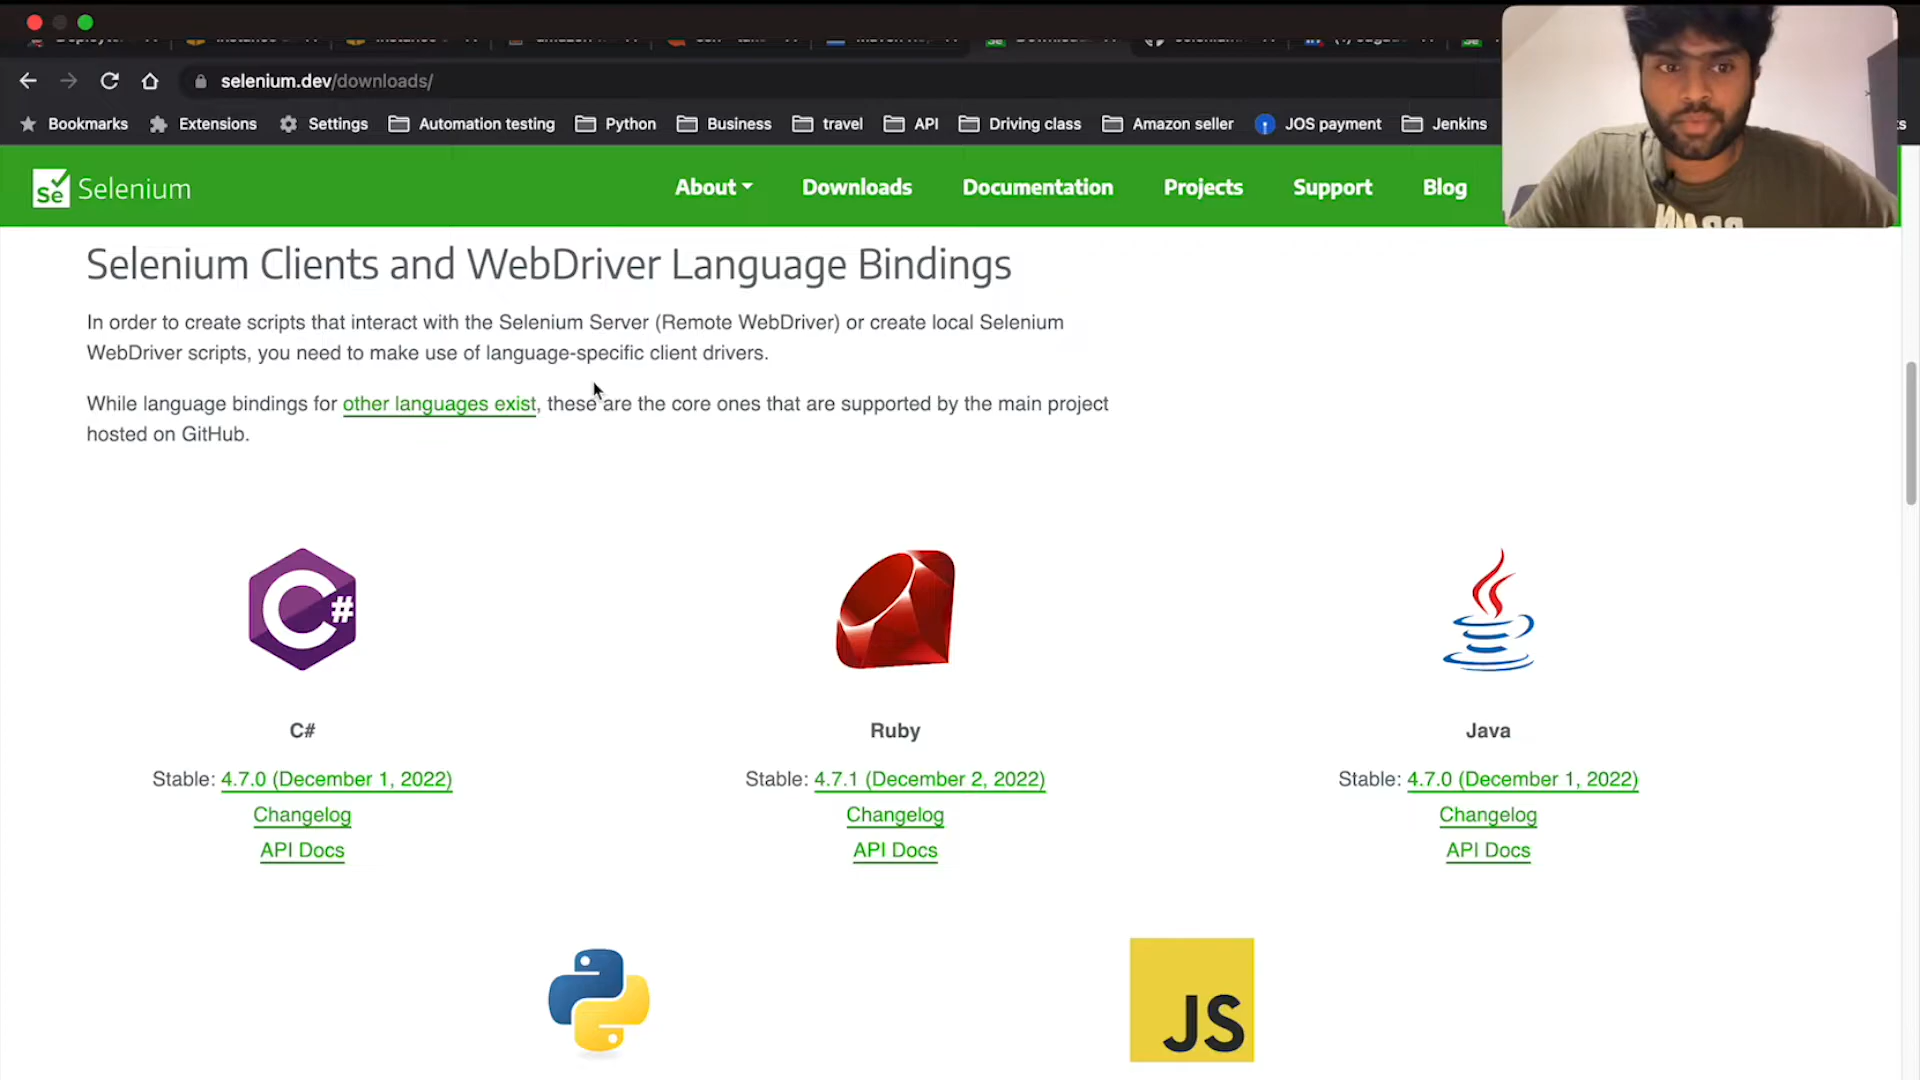 selenium.dev/downloads/
Bookmarks Extensions Settings Automation testing Python Business travel API Driving class Amazon seller JOS payment Jenkins
Se Selenium
About Downloads Documentation Projects Support Blog
Selenium Clients and WebDriver Language Bindings
In order to create scripts that interact with the Selenium Server (Remote WebDriver) or create local Selenium
WebDriver scripts, you need to make use of language-specific client drivers.
While language bindings for other languages exist, these are the core ones that are supported by the main project
hosted on GitHub.
C#
JS
C# Ruby Java
Stable: 4.7.0 (December 1, 2022) Stable: 4.7.1 (December 2, 2022) Stable: 4.7.0 (December 1, 2022)
Changelog Changelog Changelog
API Docs API Docs API Docs